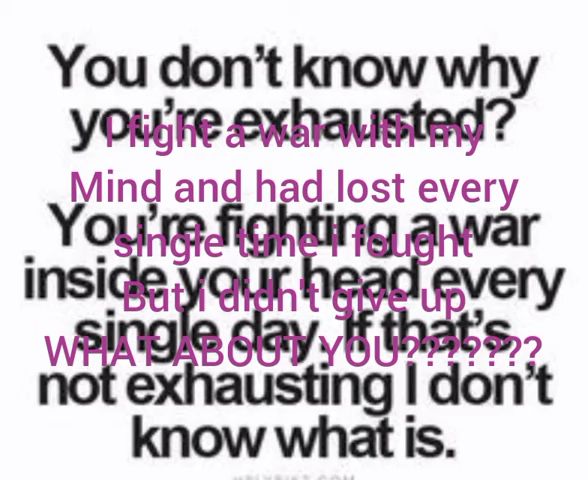 You don't know why
you're exhausted?
You're fighting a war
inside your head every
single day. If that's
not exhausting I don't
know what is.
I fight a war with my
Mind and had lost every
single time i fought
But i didn't give up
WHAT ABOUT YOU???????